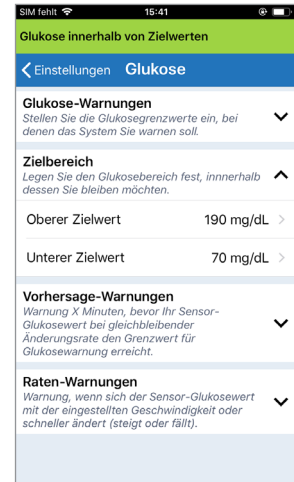 SIM fehlt 15:41
Glukose innerhalb von Zielwerten
Einstellungen Glukose
Glukose-Warnungen
Stellen Sie die Glukosegrenzwerte ein, bei
denen das System Sie warnen soll.
Zielbereich
Legen Sie den Glukosebereich fest, innnerhalb
dessen Sie bleiben möchten.
Oberer Zielwert 190 mg/dL
Unterer Zielwert 70 mg/dL
Vorhersage-Warnungen
Warnung X Minuten, bevor Ihr Sensor-
Glukosewert bei gleichbleibender
Änderungsrate den Grenzwert für
Glukosewarnung erreicht.
Raten-Warnungen
Warnung, wenn sich der Sensor-Glukosewert
mit der eingestellten Geschwindigkeit oder
schneller ändert (steigt oder fällt).